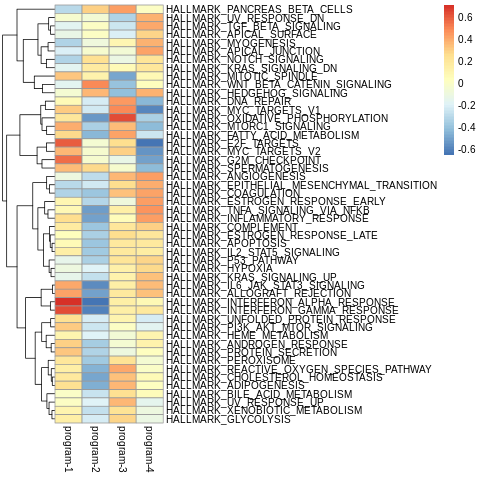 HALLMARK_PANCREAS_BETA_CELLS
HALLMARK_UV_RESPONSE_DN
HALLMARK_TGF_BETA_SIGNALING
HALLMARK_APICAL_SURFACE
HALLMARK_MYOGENESIS
HALLMARK_APICAL_JUNCTION
HALLMARK_NOTCH_SIGNALING
HALLMARK_KRAS_SIGNALING_DN
HALLMARK_MITOTIC_SPINDLE
HALLMARK_WNT_BETA_CATENIN_SIGNALING
HALLMARK_HEDGEHOG_SIGNALING
HALLMARK_DNA_REPAIR
HALLMARK_MYC_TARGETS_V1
HALLMARK_OXIDATIVE_PHOSPHORYLATION
HALLMARK_MTORC1_SIGNALING
HALLMARK_FATTY_ACID_METABOLISM
HALLMARK_E2F_TARGETS
HALLMARK_MYC_TARGETS_V2
HALLMARK_G2M_CHECKPOINT
HALLMARK_SPERMATOGENESIS
HALLMARK_ANGIOGENESIS
HALLMARK_EPITHELIAL_MESENCHYMAL_TRANSITION
HALLMARK_COAGULATION
HALLMARK_ESTROGEN_RESPONSE_EARLY
HALLMARK_TNFA_SIGNALING_VIA_NFKB
HALLMARK_INFLAMMATORY_RESPONSE
HALLMARK_COMPLEMENT
HALLMARK_ESTROGEN_RESPONSE_LATE
HALLMARK_APOPTOSIS
HALLMARK_IL2_STAT5_SIGNALING
HALLMARK_P53_PATHWAY
HALLMARK_HYPOXIA
HALLMARK_KRAS_SIGNALING_UP
HALLMARK_IL6_JAK_STAT3_SIGNALING
HALLMARK_ALLOGRAFT_REJECTION
HALLMARK_INTERFERON_ALPHA_RESPONSE
HALLMARK_INTERFERON_GAMMA_RESPONSE
HALLMARK_UNFOLDED_PROTEIN_RESPONSE
HALLMARK_PI3K_AKT_MTOR_SIGNALING
HALLMARK_HEME_METABOLISM
HALLMARK_ANDROGEN_RESPONSE
HALLMARK_PROTEIN_SECRETION
HALLMARK_PEROXISOME
HALLMARK_REACTIVE_OXYGEN_SPECIES_PATHWAY
HALLMARK_CHOLESTEROL_HOMEOSTASIS
HALLMARK_ADIPOGENESIS
HALLMARK_BILE_ACID_METABOLISM
HALLMARK_UV_RESPONSE_UP
HALLMARK_XENOBIOTIC_METABOLISM
HALLMARK_GLYCOLYSIS
program-1
program-2
program-3
program-4
0.6
0.4
0.2
0
-0.2
-0.4
-0.6